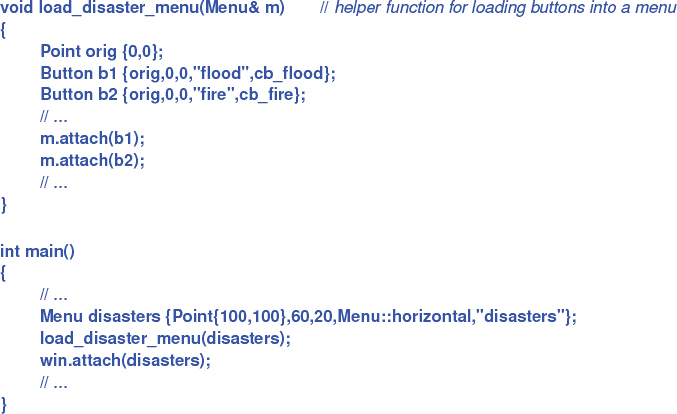 void load_disaster_menu(Menu& m) // helper function for loading buttons into a menu
{
Point orig {0,0};
Button b1 {orig,0,0,"flood",cb_flood};
Button b2 {orig,0,0,"fire",cb_fire};
// ...
m.attach(b1);
m.attach(b2);
// ...
}
int main()
{
// ...
Menu disasters {Point{100,100},60,20,Menu::horizontal,"disasters"};
load_disaster_menu(disasters);
win.attach(disasters);
// ...
}